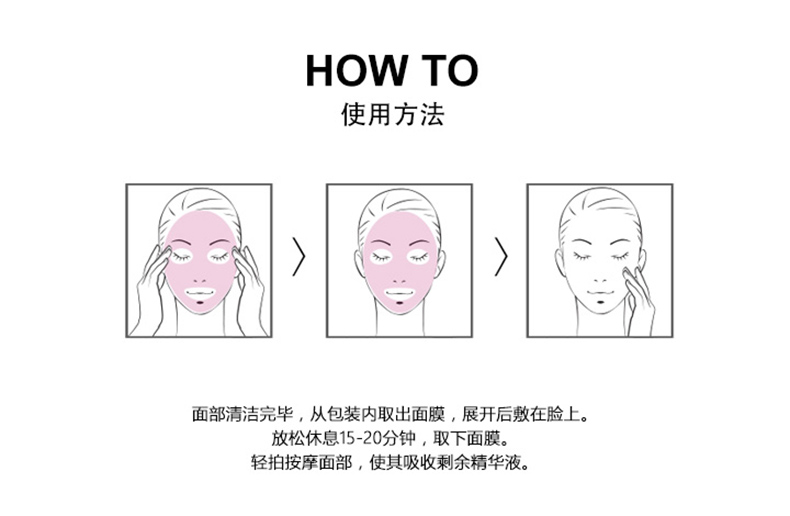 HOW TO
使用方法
面部清洁完毕，从包装内取出面膜，展开后敷在脸上。
放松休息15-20分钟，取下面膜。
轻拍按摩面部，使其吸收剩余精华液。